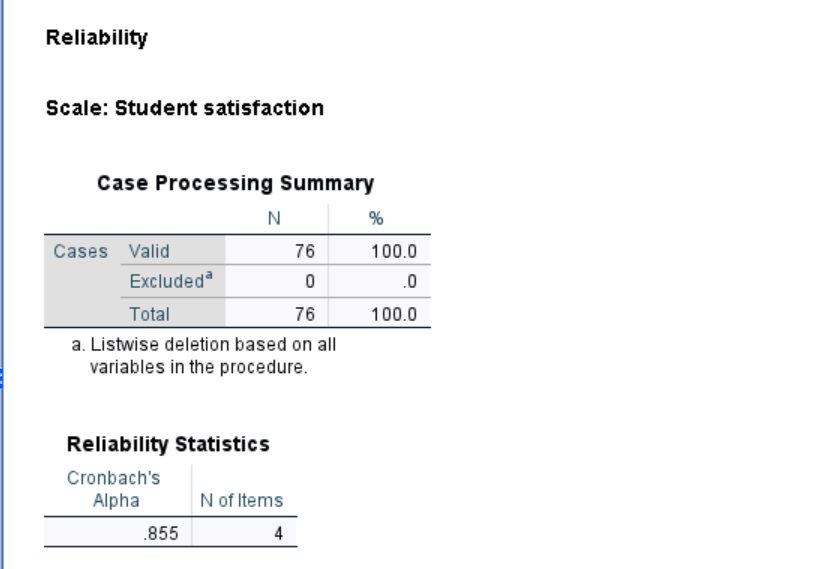 Reliability
Scale: Student satisfaction
Case Processing Summary
N %
Cases Valid 76 100.0
Excludedª 0 .0
Total 76 100.0
a. Listwise deletion based on all
variables in the procedure.
Reliability Statistics
Cronbach's
Alpha N of Items
.855 4